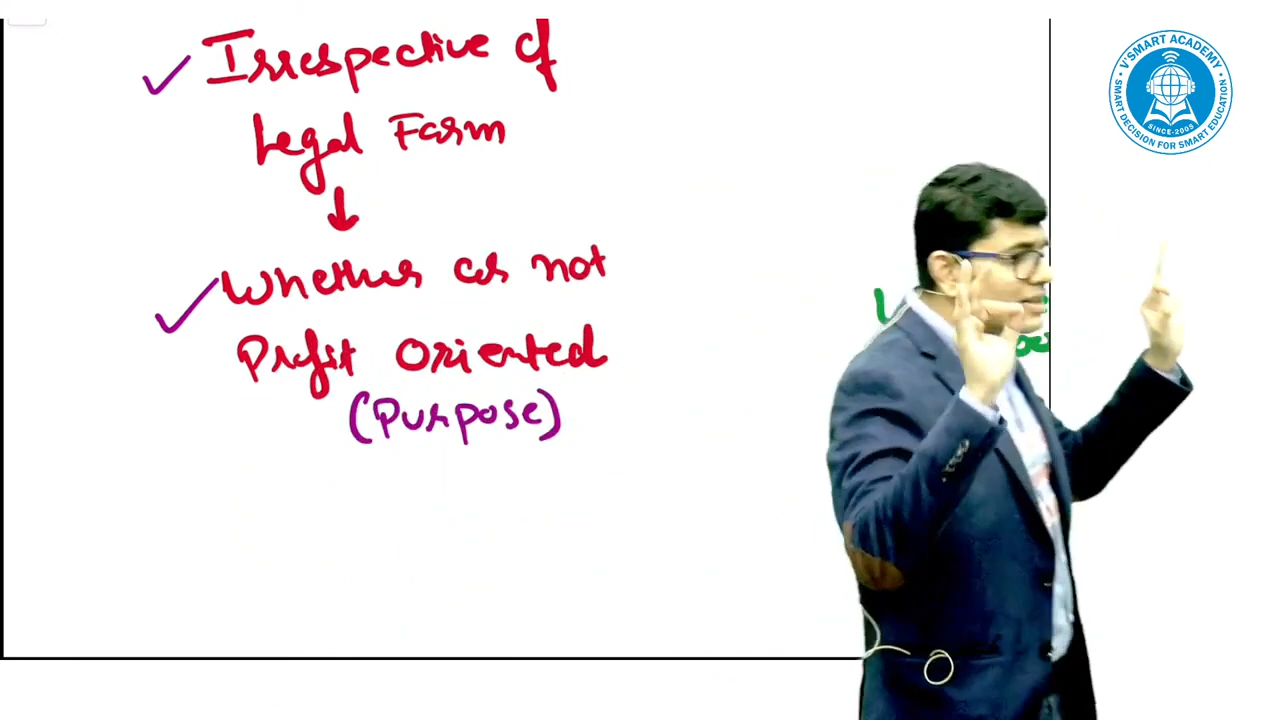 Irrespective of
Legal Form
Whether or not
Profit Oriented
(Purpose)
V'SMART ACADEMY
SINCE-2005
SMART DECISION FOR SMART EDUCATION